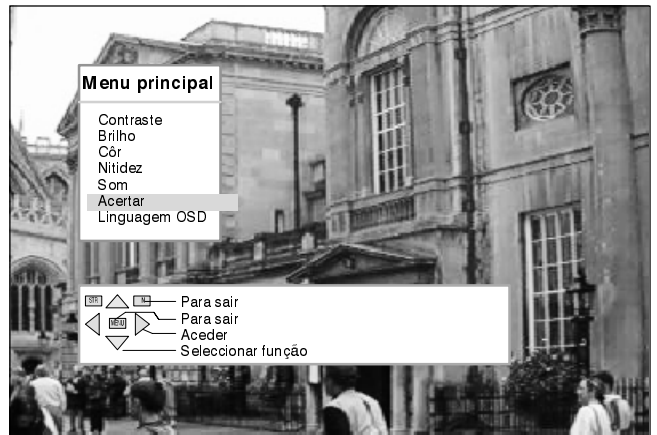 Menu principal
Contraste
Brilho
Côr
Nitidez
Som
Acertar
Linguagem OSD
STR
N
Para sair
MENU
Para sair
Aceder
Seleccionar função